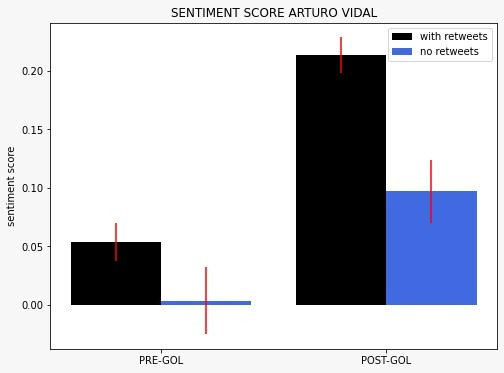 SENTIMENT SCORE ARTURO VIDAL
with retweets
no retweets
sentiment score
0.20
0.15
0.10
0.05
0.00
PRE-GOL
POST-GOL